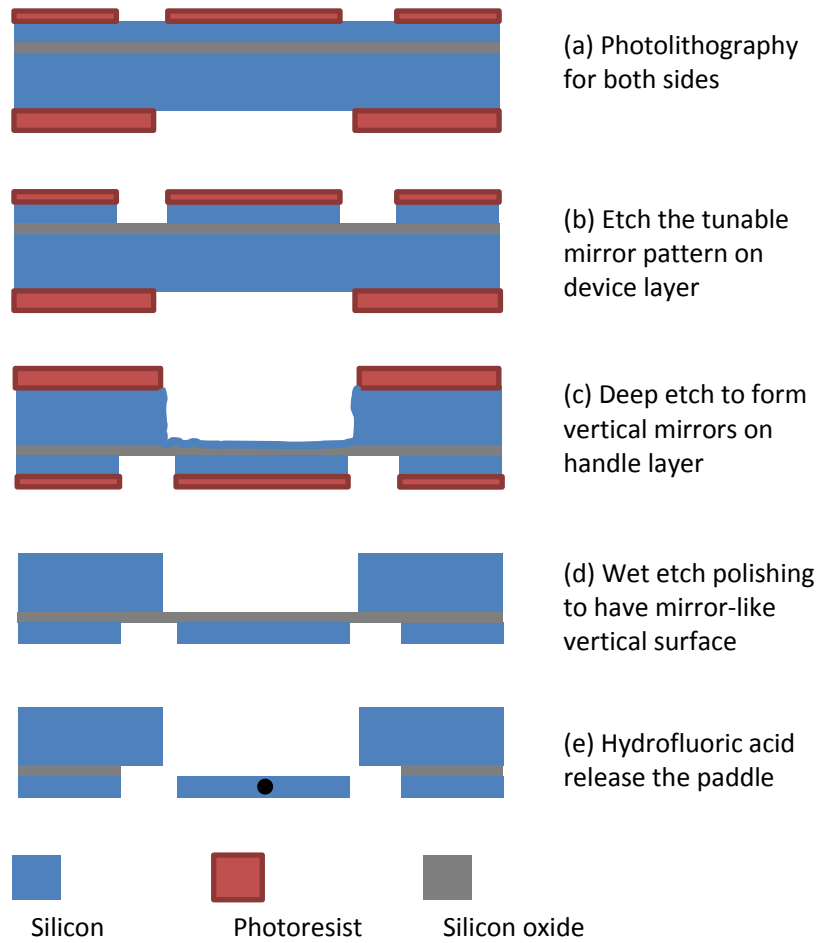 (a) Photolithography
for both sides
(b) Etch the tunable
mirror pattern on
device layer
(c) Deep etch to form
vertical mirrors on
handle layer
(d) Wet etch polishing
to have mirror-like
vertical surface
(e) Hydrofluoric acid
release the paddle
Silicon
Photoresist
Silicon oxide